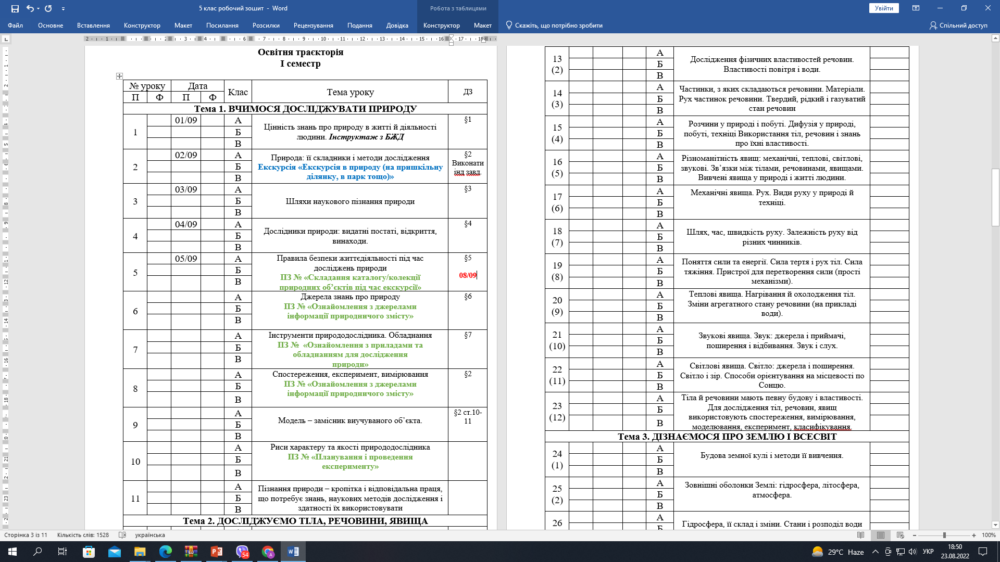 5 клас робочий зошит - Word
Робота з таблицями
Увійти
Файл
Основне
Вставлення
Конструктор
Макет
Посилання
Розсилки
Рецензування
Подання
Довідка
Конструктор
Макет
Скажіть, що потрібно зробити
Спільний доступ
Освітня траєкторія
І семестр
№ уроку
Дата
Клас
Тема уроку
ДЗ
П
Ф
П
Ф
Тема 1. ВЧИМОСЯ ДОСЛІДЖУВАТИ ПРИРОДУ
1
01/09
А
Б
В
Цінність знань про природу в житті й діяльності
людини. Інструктаж з БЖД
§1
2
02/09
А
Б
В
Природа: її складники і методи дослідження
Екскурсія «Екскурсія в природу (на пришкільну
ділянку, в парк тощо)»
§2
Виконати
інд завд.
3
03/09
А
Б
В
Шляхи наукового пізнання природи
§3
4
04/09
А
Б
В
Дослідники природи: видатні постаті, відкриття,
винаходи.
§4
5
05/09
А
Б
В
Правила безпеки життєдіяльності під час
досліджень природи
ПЗ № «Складання каталогу/колекції
природних об’єктів під час екскурсії»
§5
08/09
6
А
Б
В
Джерела знань про природу
ПЗ № «Ознайомлення з джерелами
інформації природничого змісту»
§6
7
А
Б
В
Інструменти природодослідника. Обладнання
ПЗ № «Ознайомлення з приладами та
обладнанням для дослідження
природи»
§7
8
А
Б
В
Спостереження, експеримент, вимірювання
ПЗ № «Ознайомлення з джерелами
інформації природничого змісту»
§2
9
А
Б
В
Модель – замісник виучуваного об’єкта.
§2 ст.10-
11
10
А
Б
В
Риси характеру та якості природодослідника
ПЗ № «Планування і проведення
експерименту»
11
А
Б
В
Пізнання природи – кропітка і відповідальна праця,
що потребує знань, наукових методів дослідження і
здатності їх використовувати
Тема 2. ДОСЛІДЖУЄМО ТІЛА, РЕЧОВИНИ, ЯВИЩА
13
(2)
А
Б
В
Дослідження фізичних властивостей речовин.
Властивості повітря і води.
14
(3)
А
Б
В
Частинки, з яких складаються речовини. Матеріали.
Рух частинок речовини. Твердий, рідкий і газуватий
стан речовин
15
(4)
А
Б
В
Розчини у природі і побуті. Дифузія у природі,
побуті, техніці Використання тіл, речовин і знань
про їхні властивості.
16
(5)
А
Б
В
Різноманітність явищ: механічні, теплові, світлові,
звукові. Зв’язки між тілами, речовинами, явищами.
Вивчені явища у природі і житті людини.
17
(6)
А
Б
В
Механічні явища. Рух. Види руху у природі й
техніці.
18
(7)
А
Б
В
Шлях, час, швидкість руху. Залежність руху від
різних чинників.
19
(8)
А
Б
В
Поняття сили та енергії. Сила тертя і рух тіл. Сила
тяжіння. Пристрої для перетворення сили (прості
механізми).
20
(9)
А
Б
В
Теплові явища. Нагрівання й охолодження тіл.
Зміни агрегатного стану речовини (на прикладі
води).
21
(10)
А
Б
В
Звукові явища. Звук: джерела і приймачі,
поширення і відбивання. Звук і слух.
22
(11)
А
Б
В
Світлові явища. Світло: джерела і поширення.
Світло і зір. Способи орієнтування на місцевості по
Сонцю.
23
(12)
А
Б
В
Тіла й речовини мають певну будову і властивості.
Для дослідження тіл, речовин, явищ
використовують спостереження, вимірювання,
моделювання, експеримент, класифікування.
Тема 3. ДІЗНАЄМОСЯ ПРО ЗЕМЛЮ І ВСЕСВІТ
24
(1)
А
Б
В
Будова земної кулі і методи її вивчення.
25
(2)
А
Б
В
Зовнішні оболонки Землі: гідросфера, літосфера,
атмосфера.
26
А
Б
Гідросфера, її склад і зміни. Стани і розподіл води
Сторінка 3 із 11
Кількість слів: 1528
українська
100%
54
29°C Haze
УКР
18:50
23.08.2022